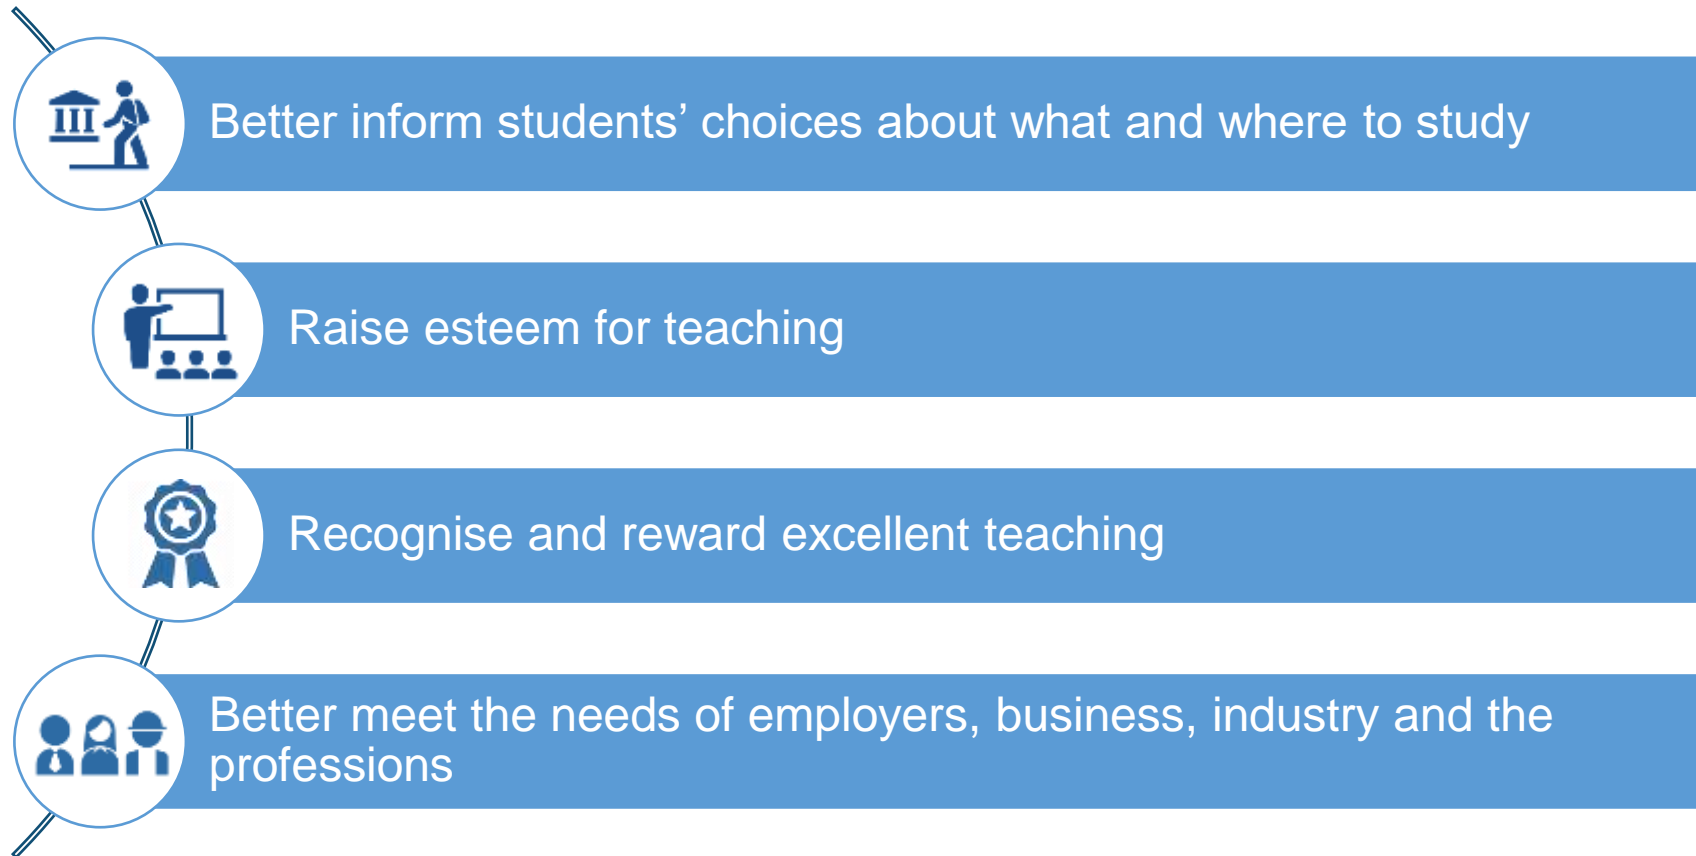 Better inform students’ choices about what and where to study
Raise esteem for teaching
Recognise and reward excellent teaching
Better meet the needs of employers, business, industry and the
professions